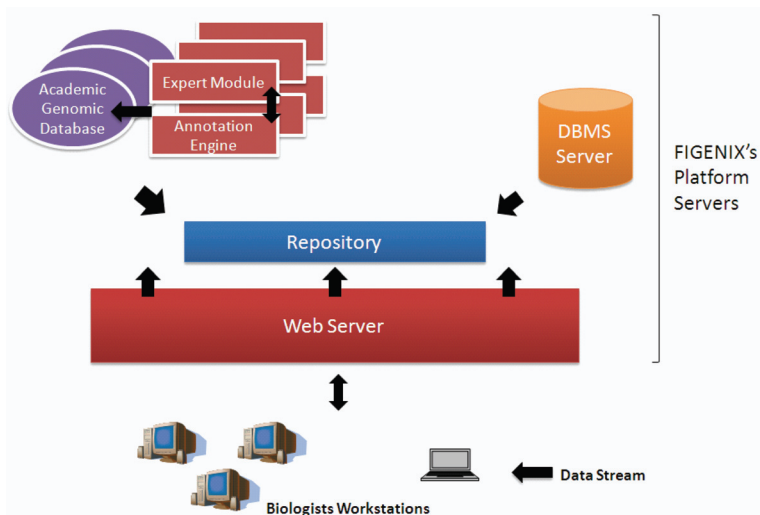 Expert Module
Academic
Genomic
Database
Annotation
Engine
DBMS
Server
FIGENIX's
Platform
Servers
Repository
Web Server
Data Stream
Biologists Workstations